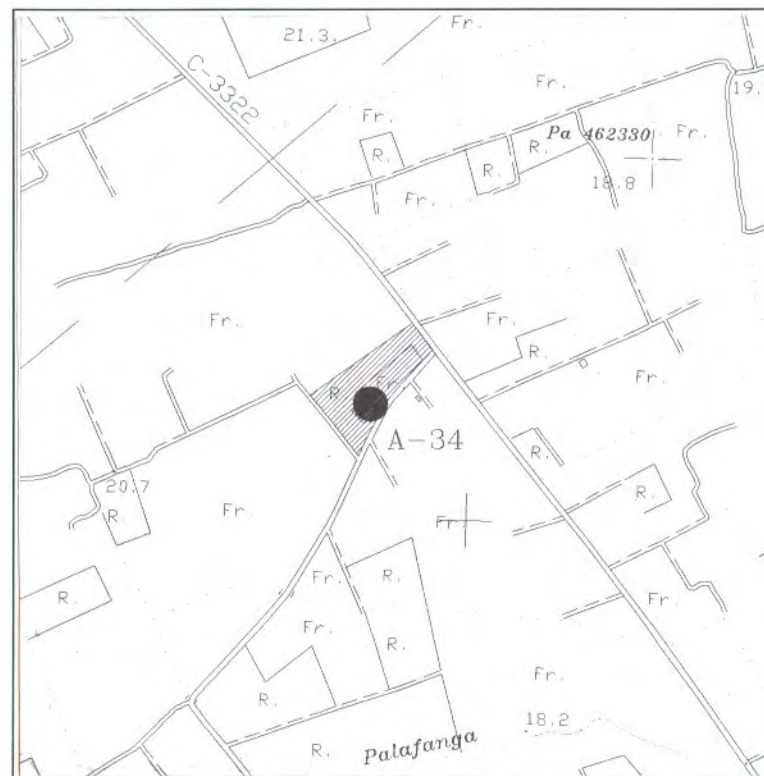 Fr.
21.3.
C-3322
Fr.
19.
Fr.
Pa 462330
Fr.
R.
R.
R.
18.8
Fr.
Fr.
Fr.
R.
R
Fr.
Fr.
A-34
R.
20.7
R.
R.
Fr.
Fr
Fr.
R.
R.
Fr.
Fr.
R.
R.
Fr.
18.2
R.
Palafanga